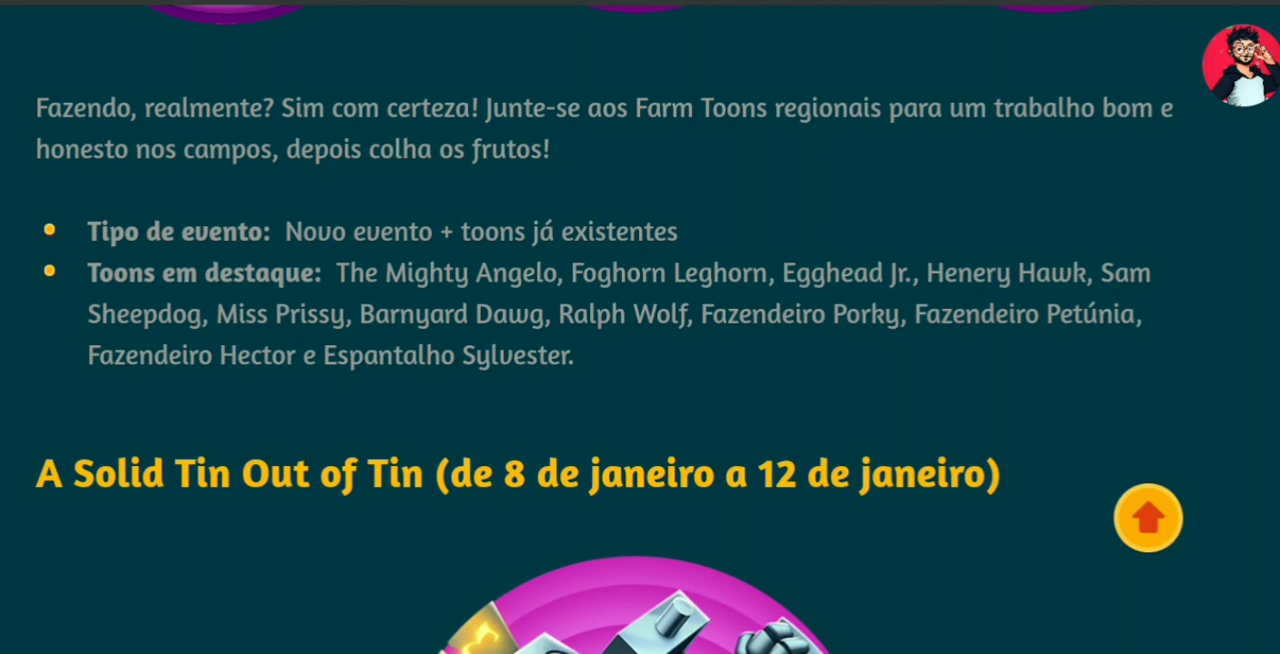 Fazendo, realmente? Sim com certeza! Junte-se aos Farm Toons regionais para um trabalho bom e
honesto nos campos, depois colha os frutos!
Tipo de evento: Novo evento + toons já existentes
Toons em destaque: The Mighty Angelo, Foghorn Leghorn, Egghead Jr., Henery Hawk, Sam
Sheepdog, Miss Prissy, Barnyard Dawg, Ralph Wolf, Fazendeiro Porky, Fazendeiro Petúnia,
Fazendeiro Hector e Espantalho Sylvester.
A Solid Tin Out of Tin (de 8 de janeiro a 12 de janeiro)